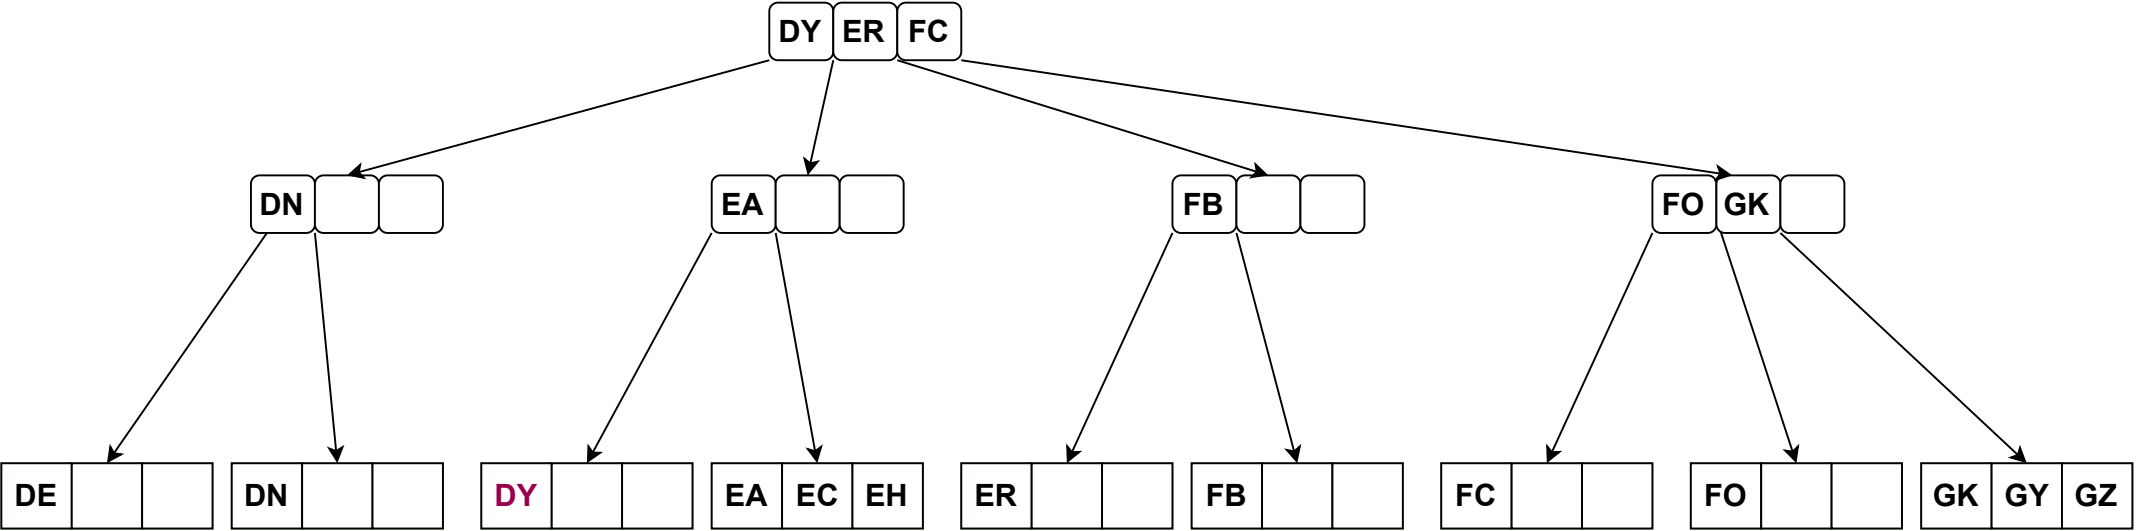 DY ER FC
DN EA FB FO GK
DE DN DY EA EC EH ER FB FC FO GK GY GZ